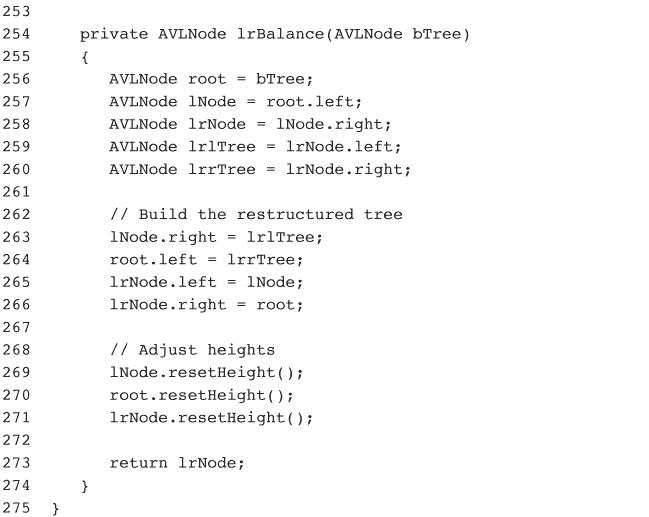 253
254 private AVLNode lrBalance(AVLNode bTree)
255 {
256 AVLNode root = bTree;
257 AVLNode lNode = root.left;
258 AVLNode lrNode = lNode.right;
259 AVLNode lrlTree = lrNode.left;
260 AVLNode lrrTree = lrNode.right;
261
262 // Build the restructured tree
263 lNode.right = lrlTree;
264 root.left = lrrTree;
265 lrNode.left = lNode;
266 lrNode.right = root;
267
268 // Adjust heights
269 lNode.resetHeight();
270 root.resetHeight();
271 lrNode.resetHeight();
272
273 return lrNode;
274 }
275 }